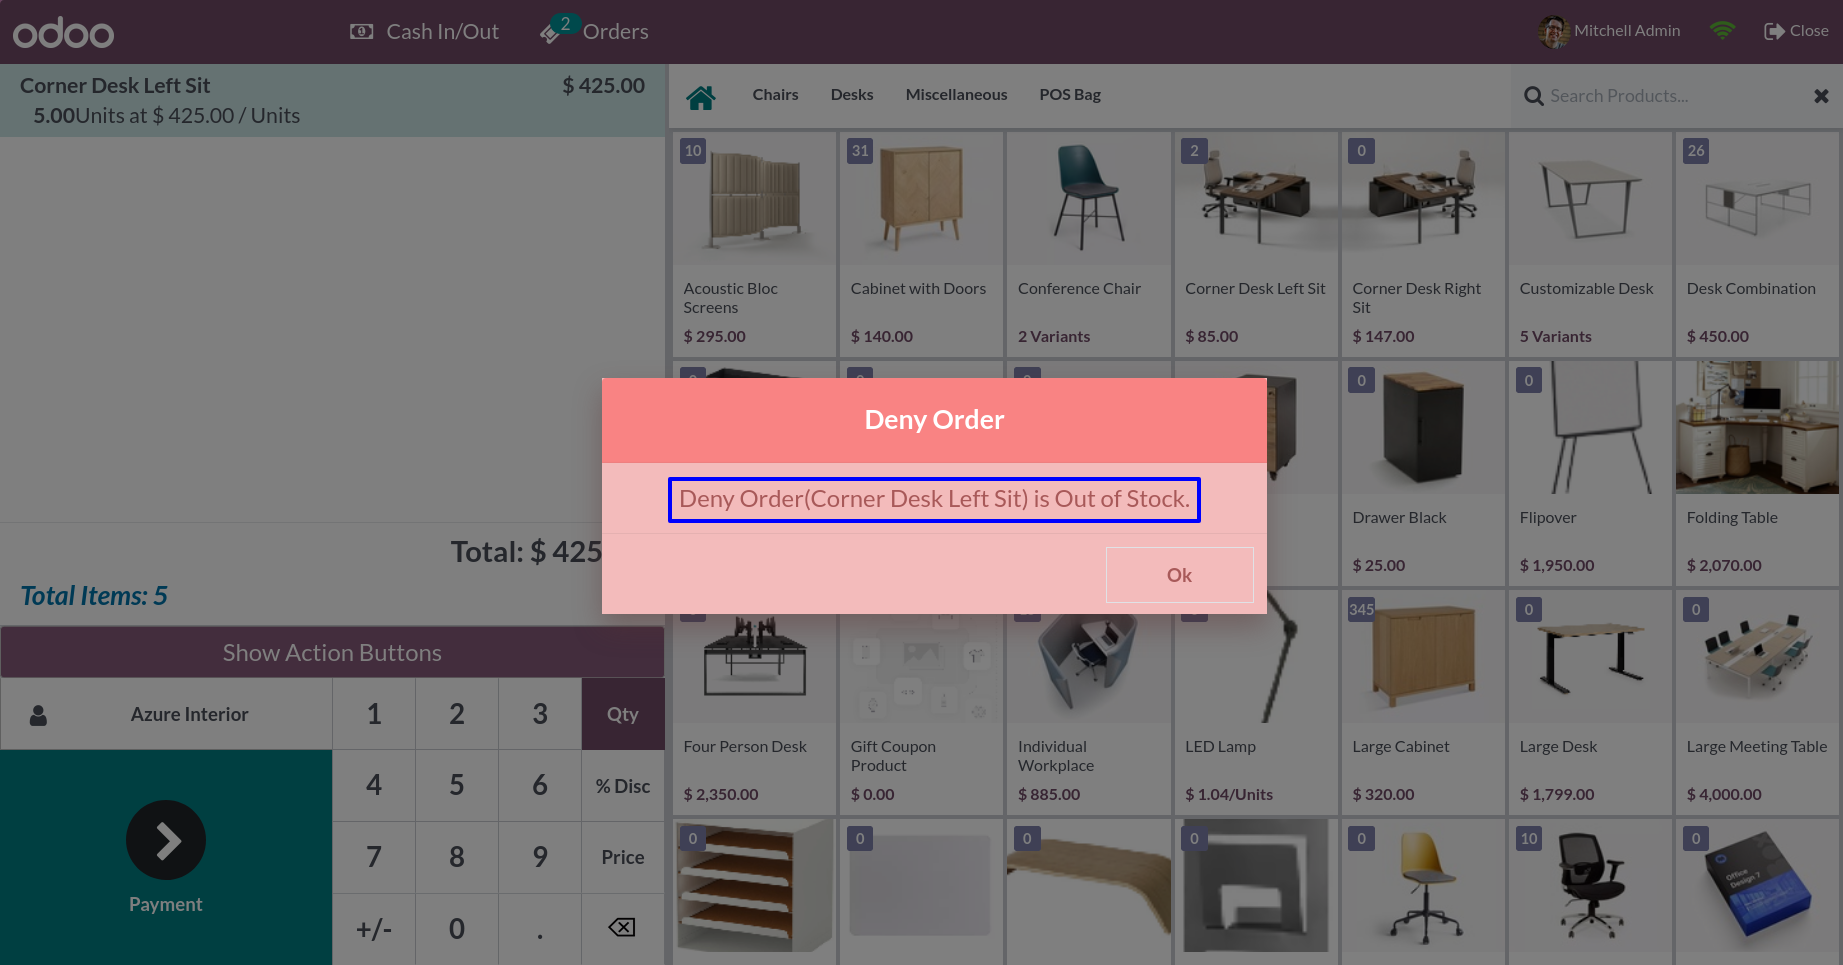 odoo
Cash In/Out
2
Orders
Mitchell Admin
Close
Corner Desk Left Sit $ 425.00
5.00Units at $ 425.00 / Units
Chairs Desks Miscellaneous POS Bag
Search Products...
10
Acoustic Bloc
Screens
$ 295.00
31
Cabinet with Doors
$ 140.00
Conference Chair
2 Variants
2
Corner Desk Left Sit
$ 85.00
0
Corner Desk Right
Sit
$ 147.00
Customizable Desk
5 Variants
26
Desk Combination
$ 450.00
Deny Order
Deny Order(Corner Desk Left Sit) is Out of Stock.
Ok
0
Drawer Black
$ 25.00
0
Flipover
$ 1,950.00
Folding Table
$ 2,070.00
Total: $ 425
Total Items: 5
Show Action Buttons
Azure Interior
1 2 3 Qty
4 5 6 % Disc
7 8 9 Price
+/- 0 .
Payment
Four Person Desk
$ 2,350.00
Gift Coupon
Product
$ 0.00
Individual
Workplace
$ 885.00
LED Lamp
$ 1.04/Units
345
Large Cabinet
$ 320.00
0
Large Desk
$ 1,799.00
0
Large Meeting Table
$ 4,000.00
0
0
0
0
0
10
0
Office
Design 7